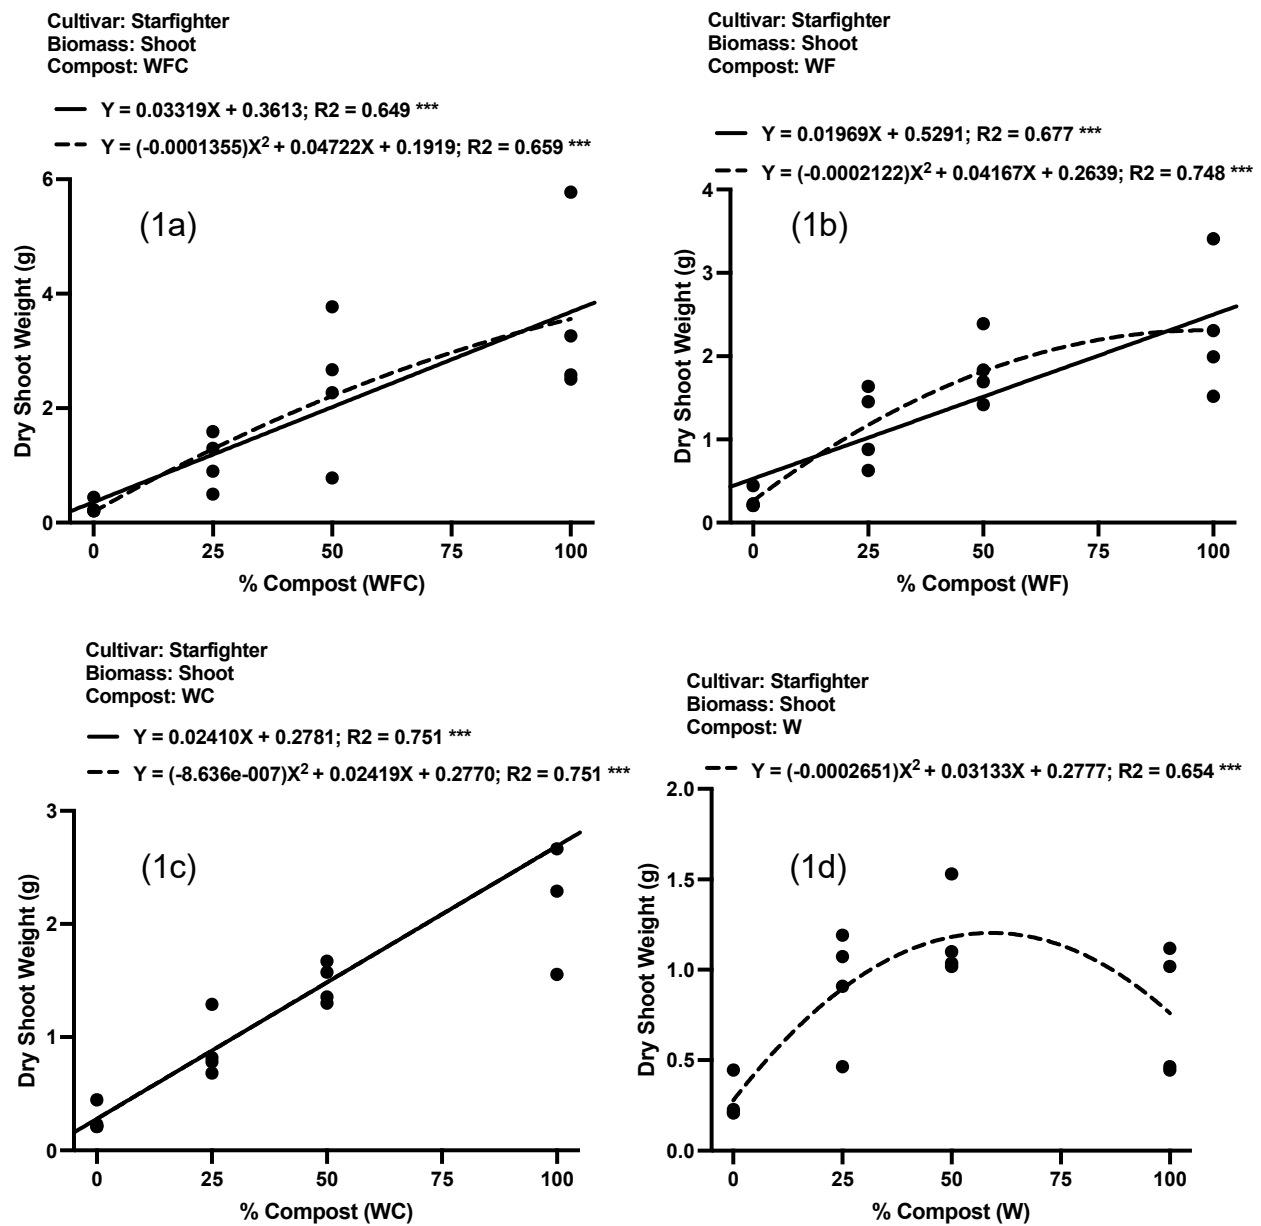 Cultivar: Starfighter
Biomass: Shoot
Compost: WFC
Y = 0.03319X + 0.3613; R2 = 0.649 ***
Y = (-0.0001355)X² + 0.04722X + 0.1919; R2 = 0.659 ***
(1a)
Dry Shoot Weight (g)
6
4
2
0
0 25 50 75 100
% Compost (WFC)
Cultivar: Starfighter
Biomass: Shoot
Compost: WF
Y = 0.01969X + 0.5291; R2 = 0.677 ***
Y = (-0.0002122)X² + 0.04167X + 0.2639; R2 = 0.748 ***
(1b)
Dry Shoot Weight (g)
4
3
2
1
0
0 25 50 75 100
% Compost (WF)
Cultivar: Starfighter
Biomass: Shoot
Compost: WC
Y = 0.02410X + 0.2781; R2 = 0.751 ***
Y = (-8.636e-007)X² + 0.02419X + 0.2770; R2 = 0.751 ***
(1c)
Dry Shoot Weight (g)
3
2
1
0
0 25 50 75 100
% Compost (WC)
Cultivar: Starfighter
Biomass: Shoot
Compost: W
Y = (-0.0002651)X² + 0.03133X + 0.2777; R2 = 0.654 ***
(1d)
Dry Shoot Weight (g)
2.0
1.5
1.0
0.5
0.0
0 25 50 75 100
% Compost (W)